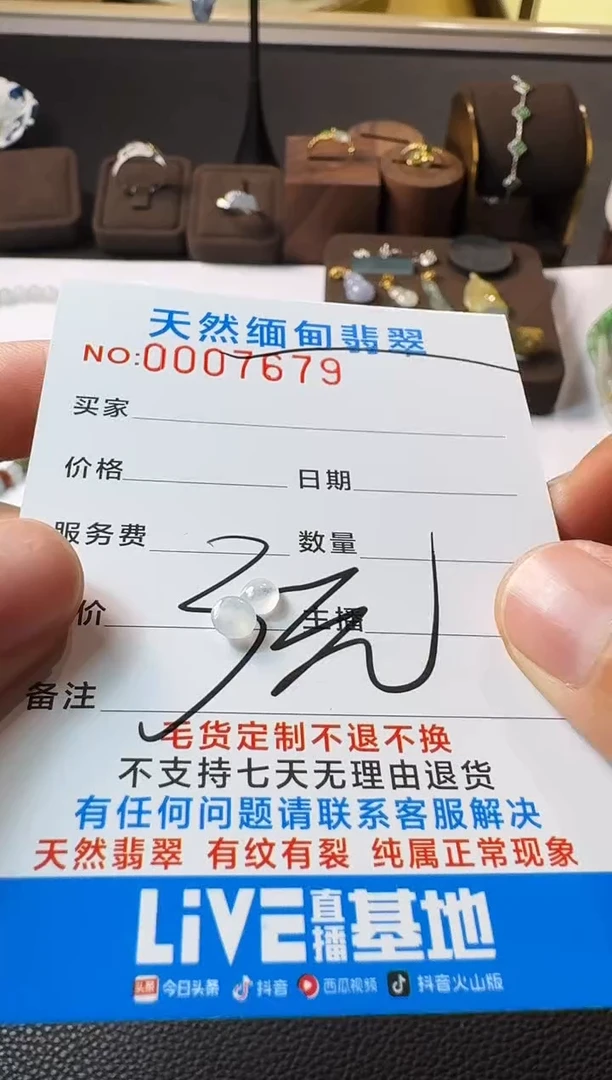 天然缅甸翡翠
NO:0007679
买家
价格 日期
服务费 数量
价 主播
3元
备注
毛货定制不退不换
不支持七天无理由退货
有任何问题请联系客服解决
天然翡翠 有纹有裂 纯属正常现象
LiVE直播基地
头条 今日头条 抖音 西瓜视频 抖音火山版